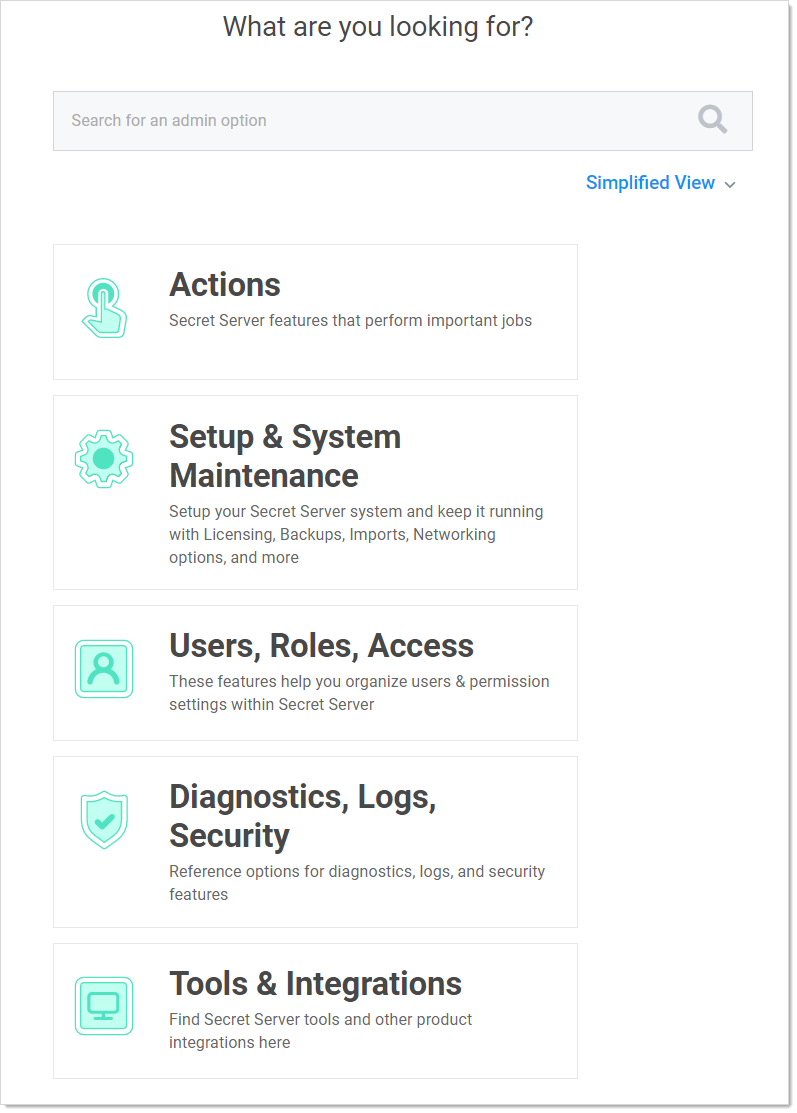 What are you looking for?
Search for an admin option
Simplified View
Actions
Secret Server features that perform important jobs
Setup & System
Maintenance
Setup your Secret Server system and keep it running
with Licensing, Backups, Imports, Networking
options, and more
Users, Roles, Access
These features help you organize users & permission
settings within Secret Server
Diagnostics, Logs,
Security
Reference options for diagnostics, logs, and security
features
Tools & Integrations
Find Secret Server tools and other product
integrations here